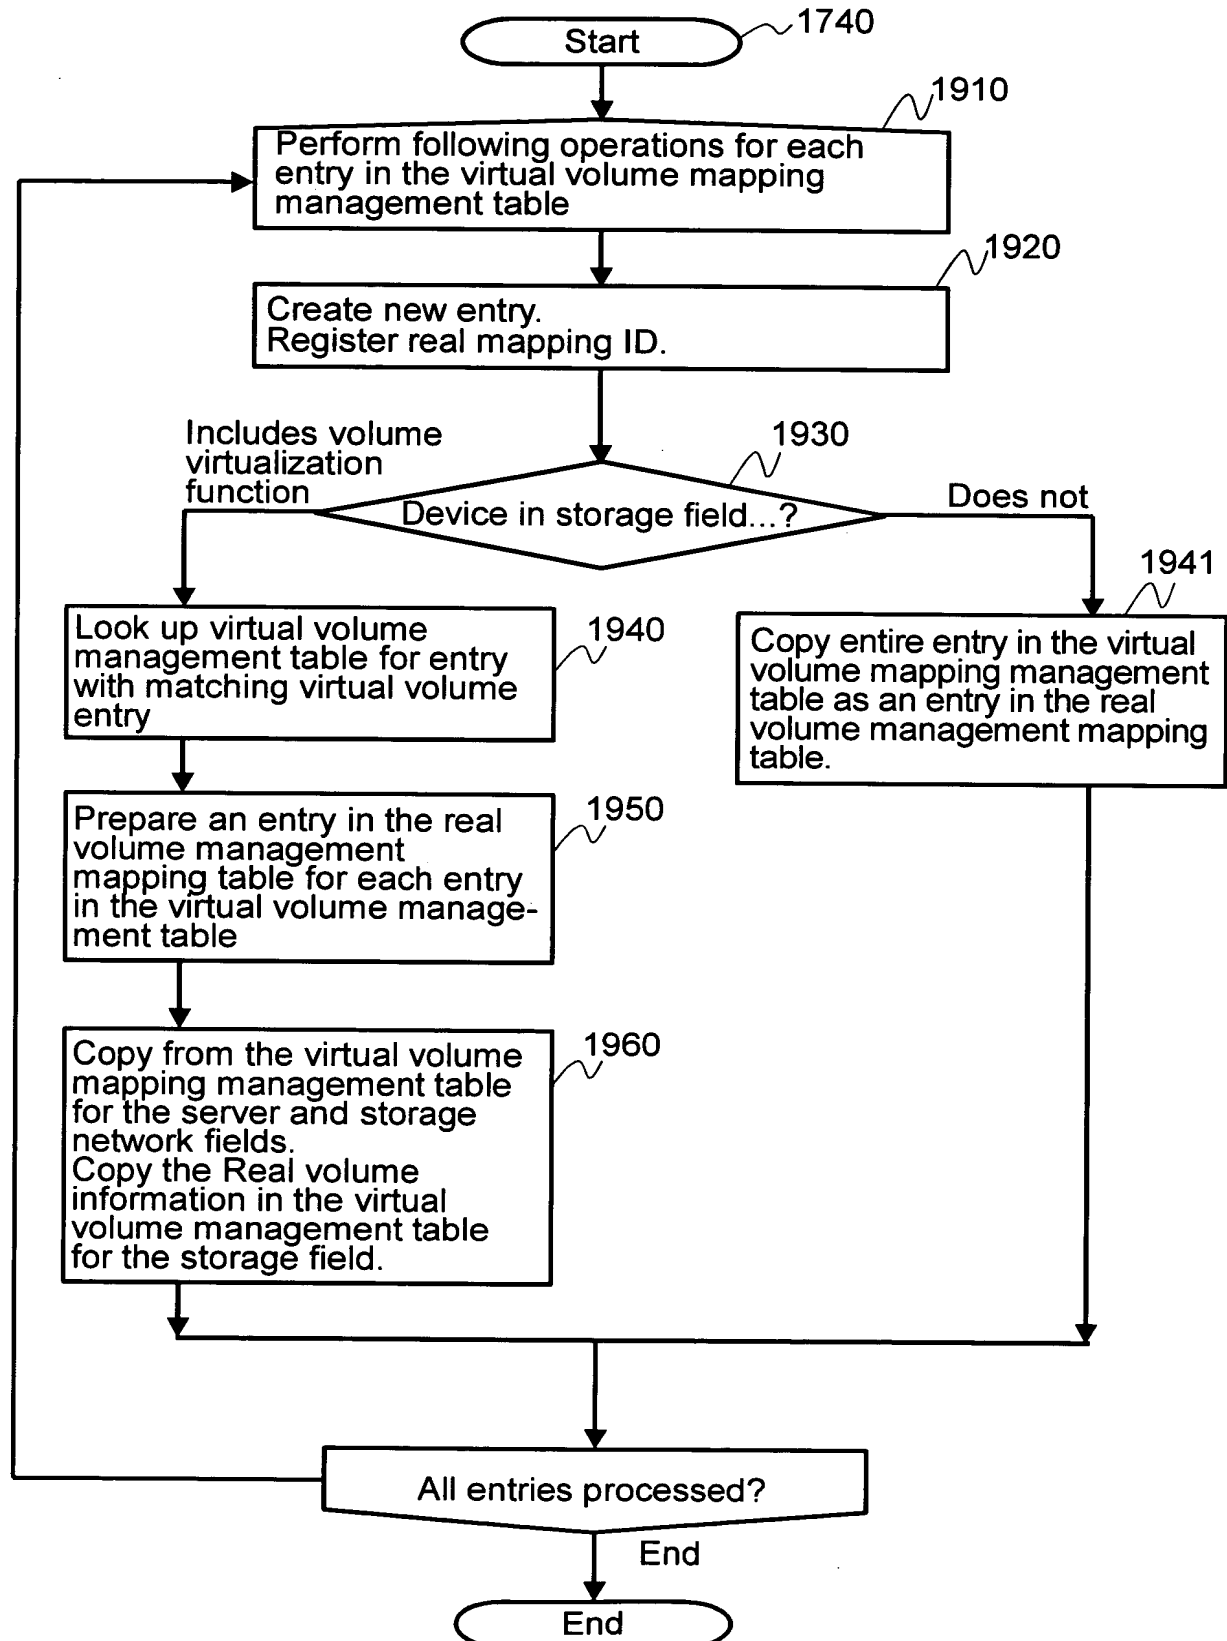 Start
1740
1910
Perform following operations for each
entry in the virtual volume mapping
management table
1920
Create new entry.
Register real mapping ID.
Includes volume
virtualization
function
1930
Device in storage field...?
Does not
1940
Look up virtual volume
management table for entry
with matching virtual volume
entry
1941
Copy entire entry in the virtual
volume mapping management
table as an entry in the real
volume management mapping
table.
1950
Prepare an entry in the real
volume management
mapping table for each entry
in the virtual volume manage-
ment table
1960
Copy from the virtual volume
mapping management table
for the server and storage
network fields.
Copy the Real volume
information in the virtual
volume management table
for the storage field.
All entries processed?
End
End